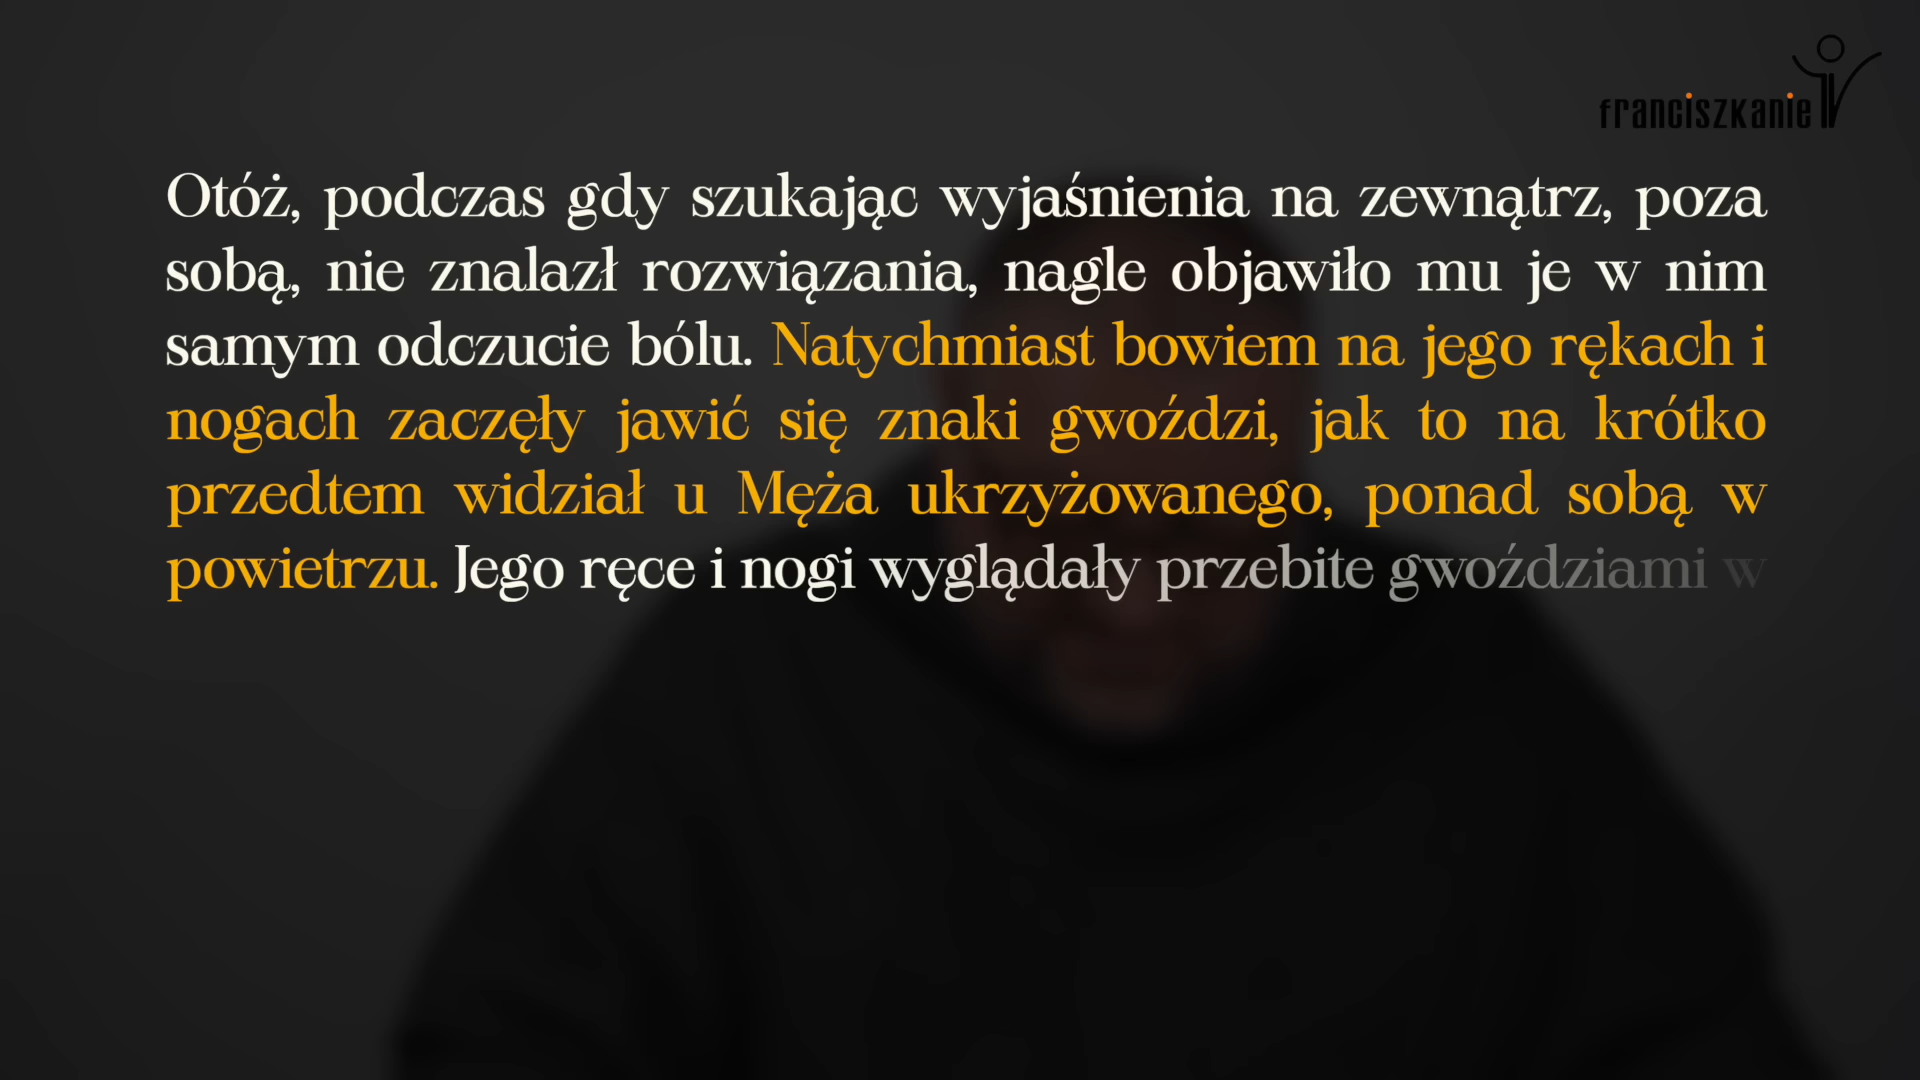 franciszkanie
Otóż, podczas gdy szukając wyjaśnienia na zewnątrz, poza
sobą, nie znalazł rozwiązania, nagle objawiło mu je w nim
samym odczucie bólu. Natychmiast bowiem na jego rękach i
nogach zaczęły jawić się znaki gwoździ, jak to na krótko
przedtem widział u Męża ukrzyżowanego, ponad sobą w
powietrzu. Jego ręce i nogi wyglądały przebite gwoździami w